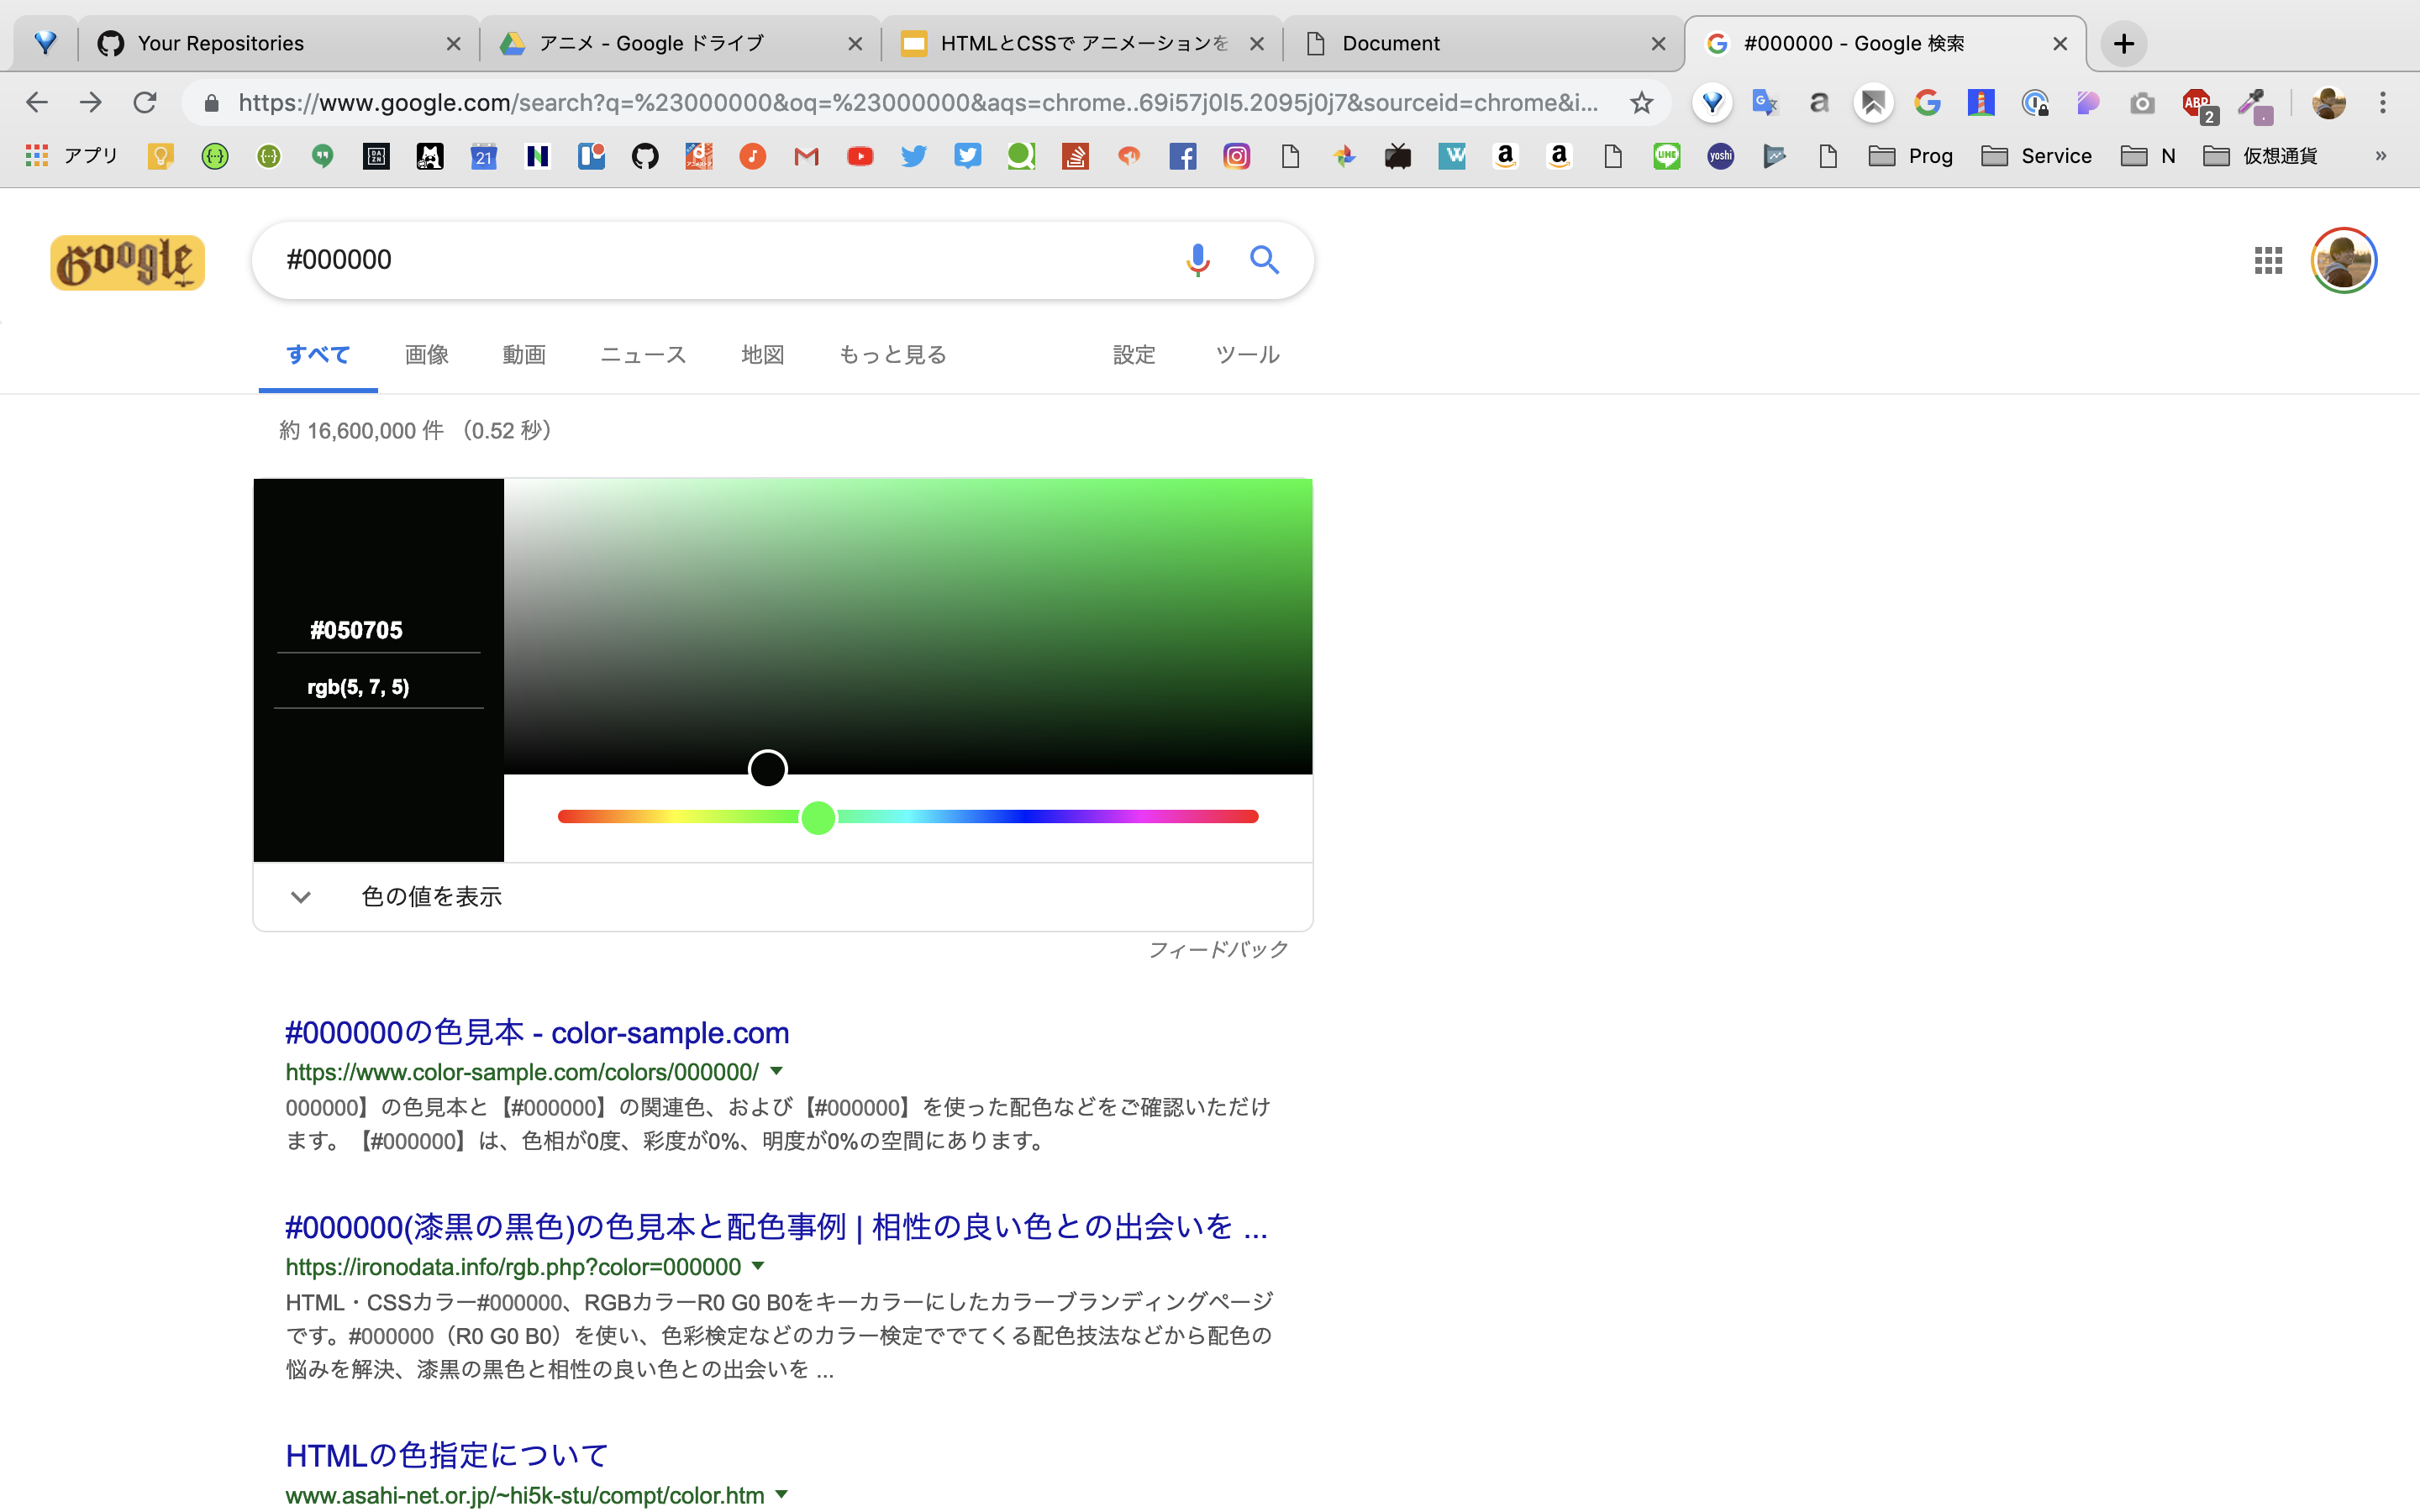 Your Repositories
アニメ - Google ドライブ
HTMLとCSSで アニメーションを
Document
#000000 - Google 検索
https://www.google.com/search?q=%23000000&oq=%23000000&aqs=chrome..69i57j0l5.2095j0j7&sourceid=chrome&i...
a
ABP
2
アプリ
DAZN
21
N
W
a
a
LINE
yoshi
Prog
Service
N
仮想通貨
»
Google
#000000
すべて
画像
動画
ニュース
地図
もっと見る
設定
ツール
約 16,600,000 件 （0.52 秒）
#050705
rgb(5, 7, 5)
色の値を表示
フィードバック
#000000の色見本 - color-sample.com
https://www.color-sample.com/colors/000000/
000000】の色見本と【#000000】の関連色、および【#000000】を使った配色などをご確認いただけ
ます。【#000000】は、色相が0度、彩度が0%、明度が0%の空間にあります。
#000000(漆黒の黒色)の色見本と配色事例 | 相性の良い色との出会いを ...
https://ironodata.info/rgb.php?color=000000
HTML・CSSカラー#000000、RGBカラーR0 G0 B0をキーカラーにしたカラーブランディングページ
です。#000000（R0 G0 B0）を使い、色彩検定などのカラー検定ででてくる配色技法などから配色の
悩みを解決、漆黒の黒色と相性の良い色との出会いを ...
HTMLの色指定について
www.asahi-net.or.jp/~hi5k-stu/compt/color.htm